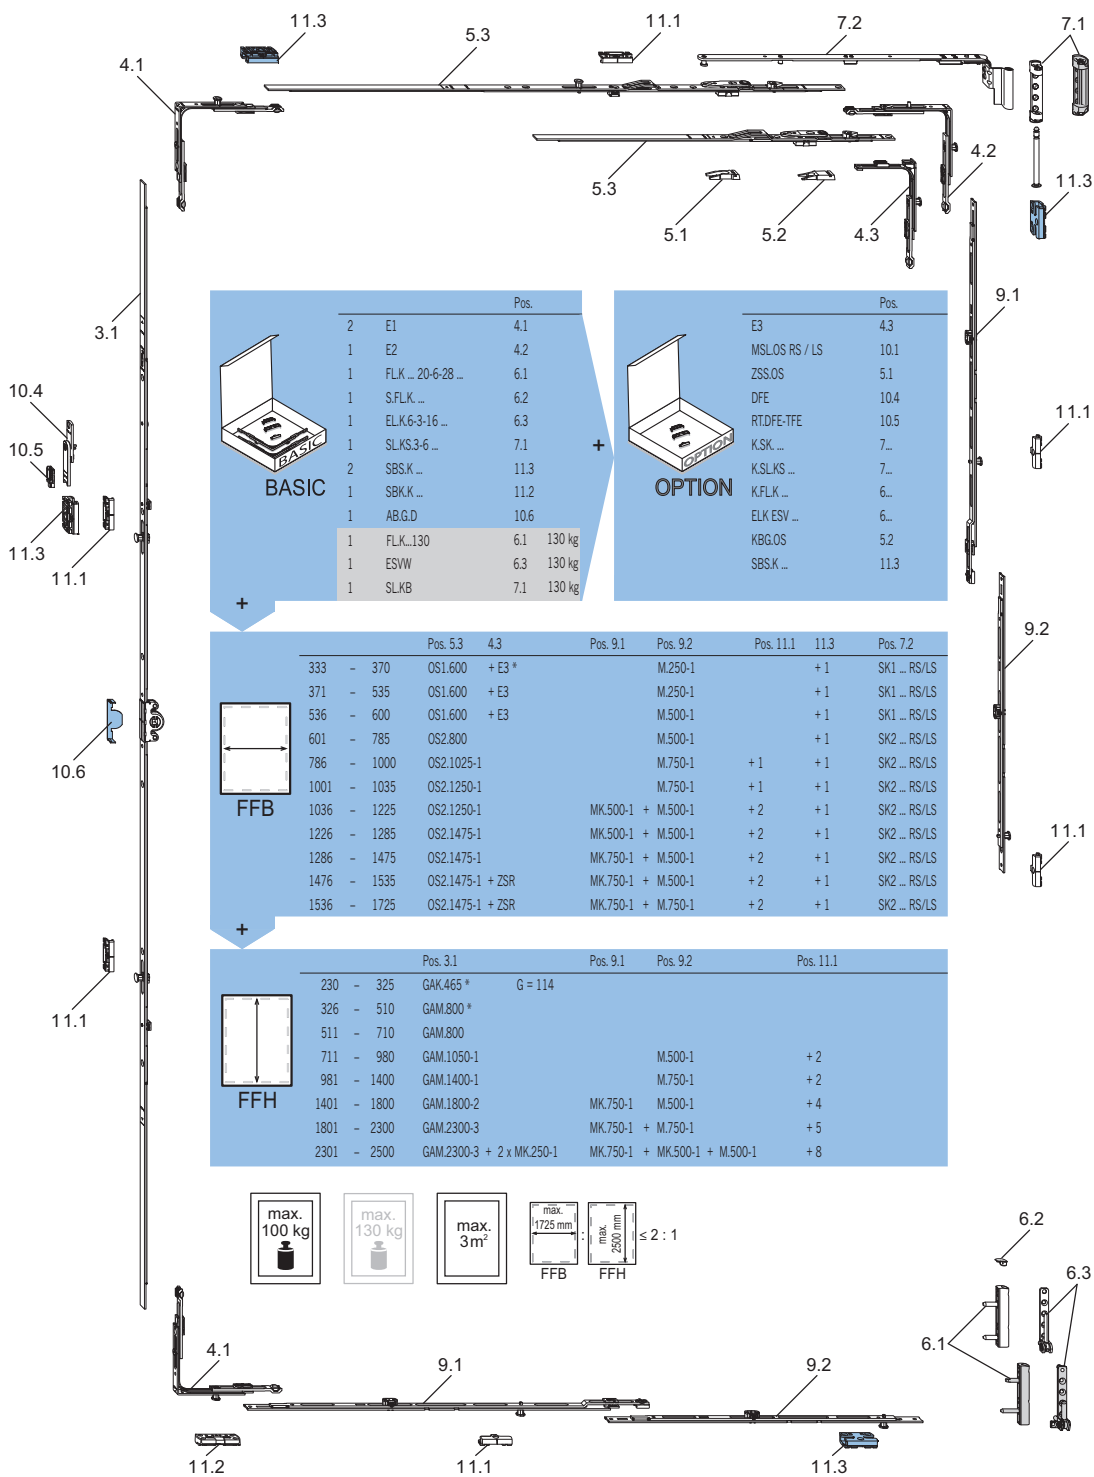 11.3
5.3
11.1
7.2
7.1
4.1
5.3
5.1
5.2
4.3
4.2
11.3
3.1
9.1
10.4
10.5
11.3
11.1
11.1
9.2
10.6
11.1
11.1
Pos.
2 E1 4.1
1 E2 4.2
1 FL.K ... 20-6-28 ... 6.1
1 S.FL.K. ... 6.2
1 EL.K.6-3-16 ... 6.3
1 SL.KS.3-6 ... 7.1
2 SBS.K ... 11.3
1 SBK.K ... 11.2
1 AB.G.D 10.6
1 FL.K...130 6.1 130 kg
1 ESVW 6.3 130 kg
1 SL.KB 7.1 130 kg
BASIC
BASIC
+
+
Pos.
E3 4.3
MSL.OS RS / LS 10.1
ZSS.OS 5.1
DFE 10.4
RT.DFE-TFE 10.5
K.SK. ... 7...
K.SL.KS ... 7...
K.FL.K ... 6...
ELK ESV ... 6...
KBG.OS 5.2
SBS.K ... 11.3
OPTION
OPTION
Pos. 5.3 4.3 Pos. 9.1 Pos. 9.2 Pos. 11.1 11.3 Pos. 7.2
333 – 370 OS1.600 + E3 * M.250-1 + 1 SK1 ... RS/LS
371 – 535 OS1.600 + E3 M.250-1 + 1 SK1 ... RS/LS
536 – 600 OS1.600 + E3 M.500-1 + 1 SK1 ... RS/LS
601 – 785 OS2.800 M.500-1 + 1 SK2 ... RS/LS
786 – 1000 OS2.1025-1 M.750-1 + 1 + 1 SK2 ... RS/LS
1001 – 1035 OS2.1250-1 M.750-1 + 1 + 1 SK2 ... RS/LS
1036 – 1225 OS2.1250-1 MK.500-1 + M.500-1 + 2 + 1 SK2 ... RS/LS
1226 – 1285 OS2.1475-1 MK.500-1 + M.500-1 + 2 + 1 SK2 ... RS/LS
1286 – 1475 OS2.1475-1 MK.750-1 + M.500-1 + 2 + 1 SK2 ... RS/LS
1476 – 1535 OS2.1475-1 + ZSR MK.750-1 + M.500-1 + 2 + 1 SK2 ... RS/LS
1536 – 1725 OS2.1475-1 + ZSR MK.750-1 + M.750-1 + 2 + 1 SK2 ... RS/LS
FFB
+
Pos. 3.1 Pos. 9.1 Pos. 9.2 Pos. 11.1
230 – 325 GAK.465 * G = 114
326 – 510 GAM.800 *
511 – 710 GAM.800
711 – 980 GAM.1050-1 M.500-1 + 2
981 – 1400 GAM.1400-1 M.750-1 + 2
1401 – 1800 GAM.1800-2 MK.750-1 M.500-1 + 4
1801 – 2300 GAM.2300-3 MK.750-1 + M.750-1 + 5
2301 – 2500 GAM.2300-3 + 2 x MK.250-1 MK.750-1 + MK.500-1 + M.500-1 + 8
FFH
max.
100 kg
max.
130 kg
max.
3m²
max.
1725 mm
FFB
:
max.
2500 mm
FFH
≤ 2 : 1
6.2
6.3
6.1
4.1
9.1
9.2
11.2
11.1
11.3